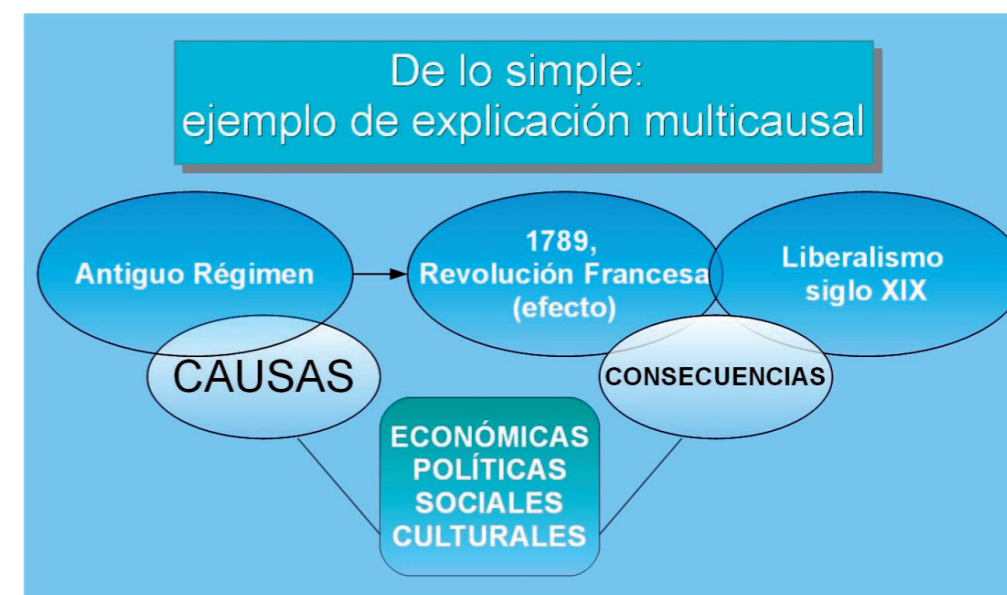 De lo simple:
ejemplo de explicación multicausal
Antiguo Régimen
1789,
Revolución Francesa
(efecto)
Liberalismo
siglo XIX
CAUSAS
CONSECUENCIAS
ECONÓMICAS
POLÍTICAS
SOCIALES
CULTURALES